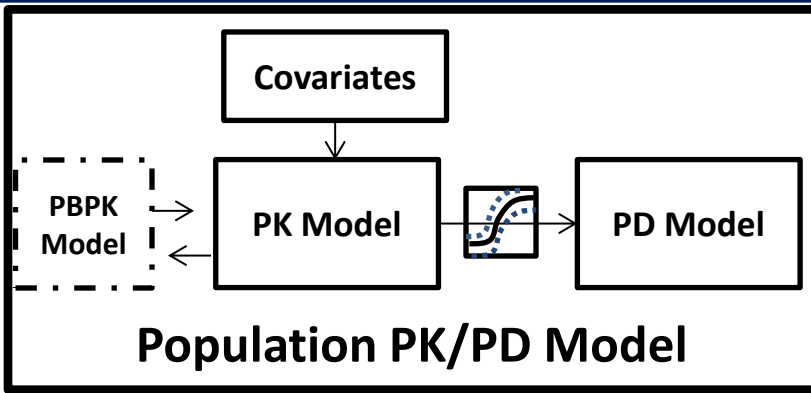 Covariates
PBPK
Model
PK Model
PD Model
Population PK/PD Model